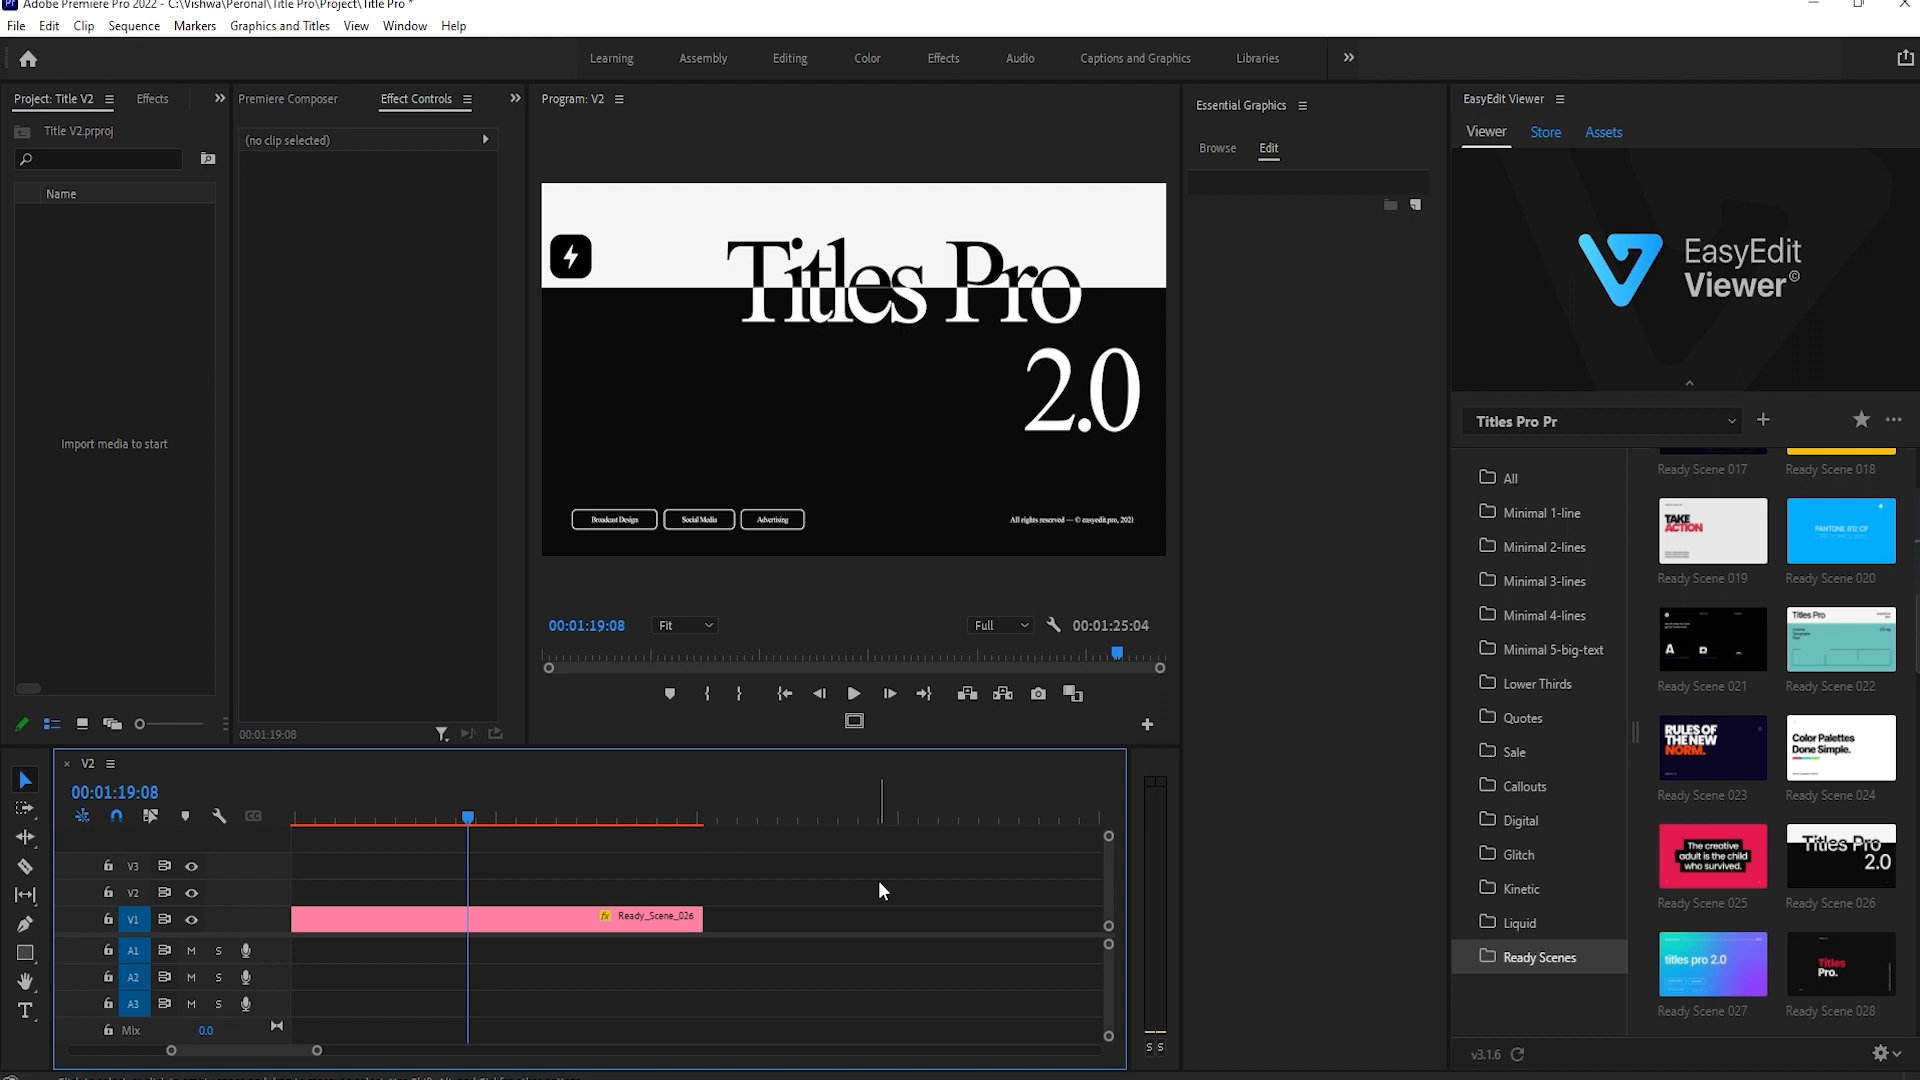 Adobe Premiere Pro 2022 - C:\Vishwa\Peronal\Title Pro\Project\Title Pro *
File Edit Clip Sequence Markers Graphics and Titles View Window Help
Learning Assembly Editing Color Effects Audio Captions and Graphics Libraries
Project: Title V2 Effects
Title V2.prproj
Name
Import media to start
Premiere Composer Effect Controls
(no clip selected)
00:01:19:08
Program: V2
Titles Pro
2.0
Broadcast Design Social Media Advertising
All rights reserved — © easyedit.pro, 2021
00:01:19:08 Fit Full 00:01:25:04
Essential Graphics
Browse Edit
EasyEdit Viewer
Viewer Store Assets
EasyEdit
Viewer©
Titles Pro Pr
All
Minimal 1-line
Minimal 2-lines
Minimal 3-lines
Minimal 4-lines
Minimal 5-big-text
Lower Thirds
Quotes
Sale
Callouts
Digital
Glitch
Kinetic
Liquid
Ready Scenes
Ready Scene 017 Ready Scene 018
TAKE
ACTION
PANTONE 812 CP
Ready Scene 019 Ready Scene 020
A
Titles Pro
Ready Scene 021 Ready Scene 022
RULES OF
THE NEW
NORM.
Color Palettes
Done Simple.
Ready Scene 023 Ready Scene 024
The creative
adult is the child
who survived.
Titles Pro
2.0
Ready Scene 025 Ready Scene 026
titles pro 2.0
Titles
Pro.
Ready Scene 027 Ready Scene 028
v3.1.6
× V2
00:01:19:08
V3
V2
V1 fx Ready_Scene_026
A1 M S
A2 M S
A3 M S
Mix 0.0
S S